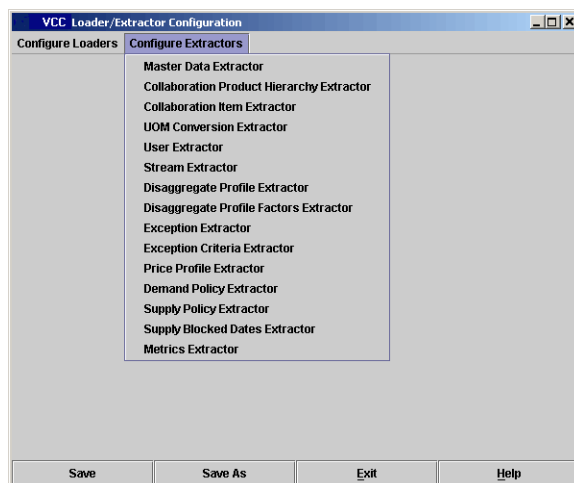 VCC Loader/Extractor Configuration
Configure Loaders Configure Extractors
Master Data Extractor
Collaboration Product Hierarchy Extractor
Collaboration Item Extractor
UOM Conversion Extractor
User Extractor
Stream Extractor
Disaggregate Profile Extractor
Disaggregate Profile Factors Extractor
Exception Extractor
Exception Criteria Extractor
Price Profile Extractor
Demand Policy Extractor
Supply Policy Extractor
Supply Blocked Dates Extractor
Metrics Extractor
Save Save As Exit Help